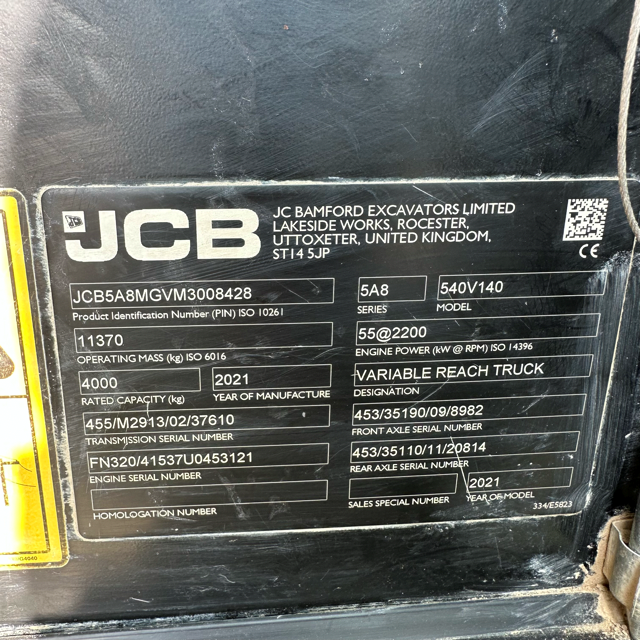 JCB
JC BAMFORD EXCAVATORS LIMITED
LAKESIDE WORKS, ROCESTER,
UTTOXETER, UNITED KINGDOM,
ST14 5JP
CE
JCB5A8MGVM3008428
Product Identification Number (PIN) ISO 10261
5A8
SERIES
540V140
MODEL
11370
OPERATING MASS (kg) ISO 6016
55@2200
ENGINE POWER (kW @ RPM) ISO 14396
4000
RATED CAPACITY (kg)
2021
YEAR OF MANUFACTURE
VARIABLE REACH TRUCK
DESIGNATION
455/M2913/02/37610
TRANSMISSION SERIAL NUMBER
453/35190/09/8982
FRONT AXLE SERIAL NUMBER
FN320/41537U0453121
ENGINE SERIAL NUMBER
453/35110/11/20814
REAR AXLE SERIAL NUMBER
HOMOLOGATION NUMBER
SALES SPECIAL NUMBER
2021
YEAR OF MODEL
334/E5823